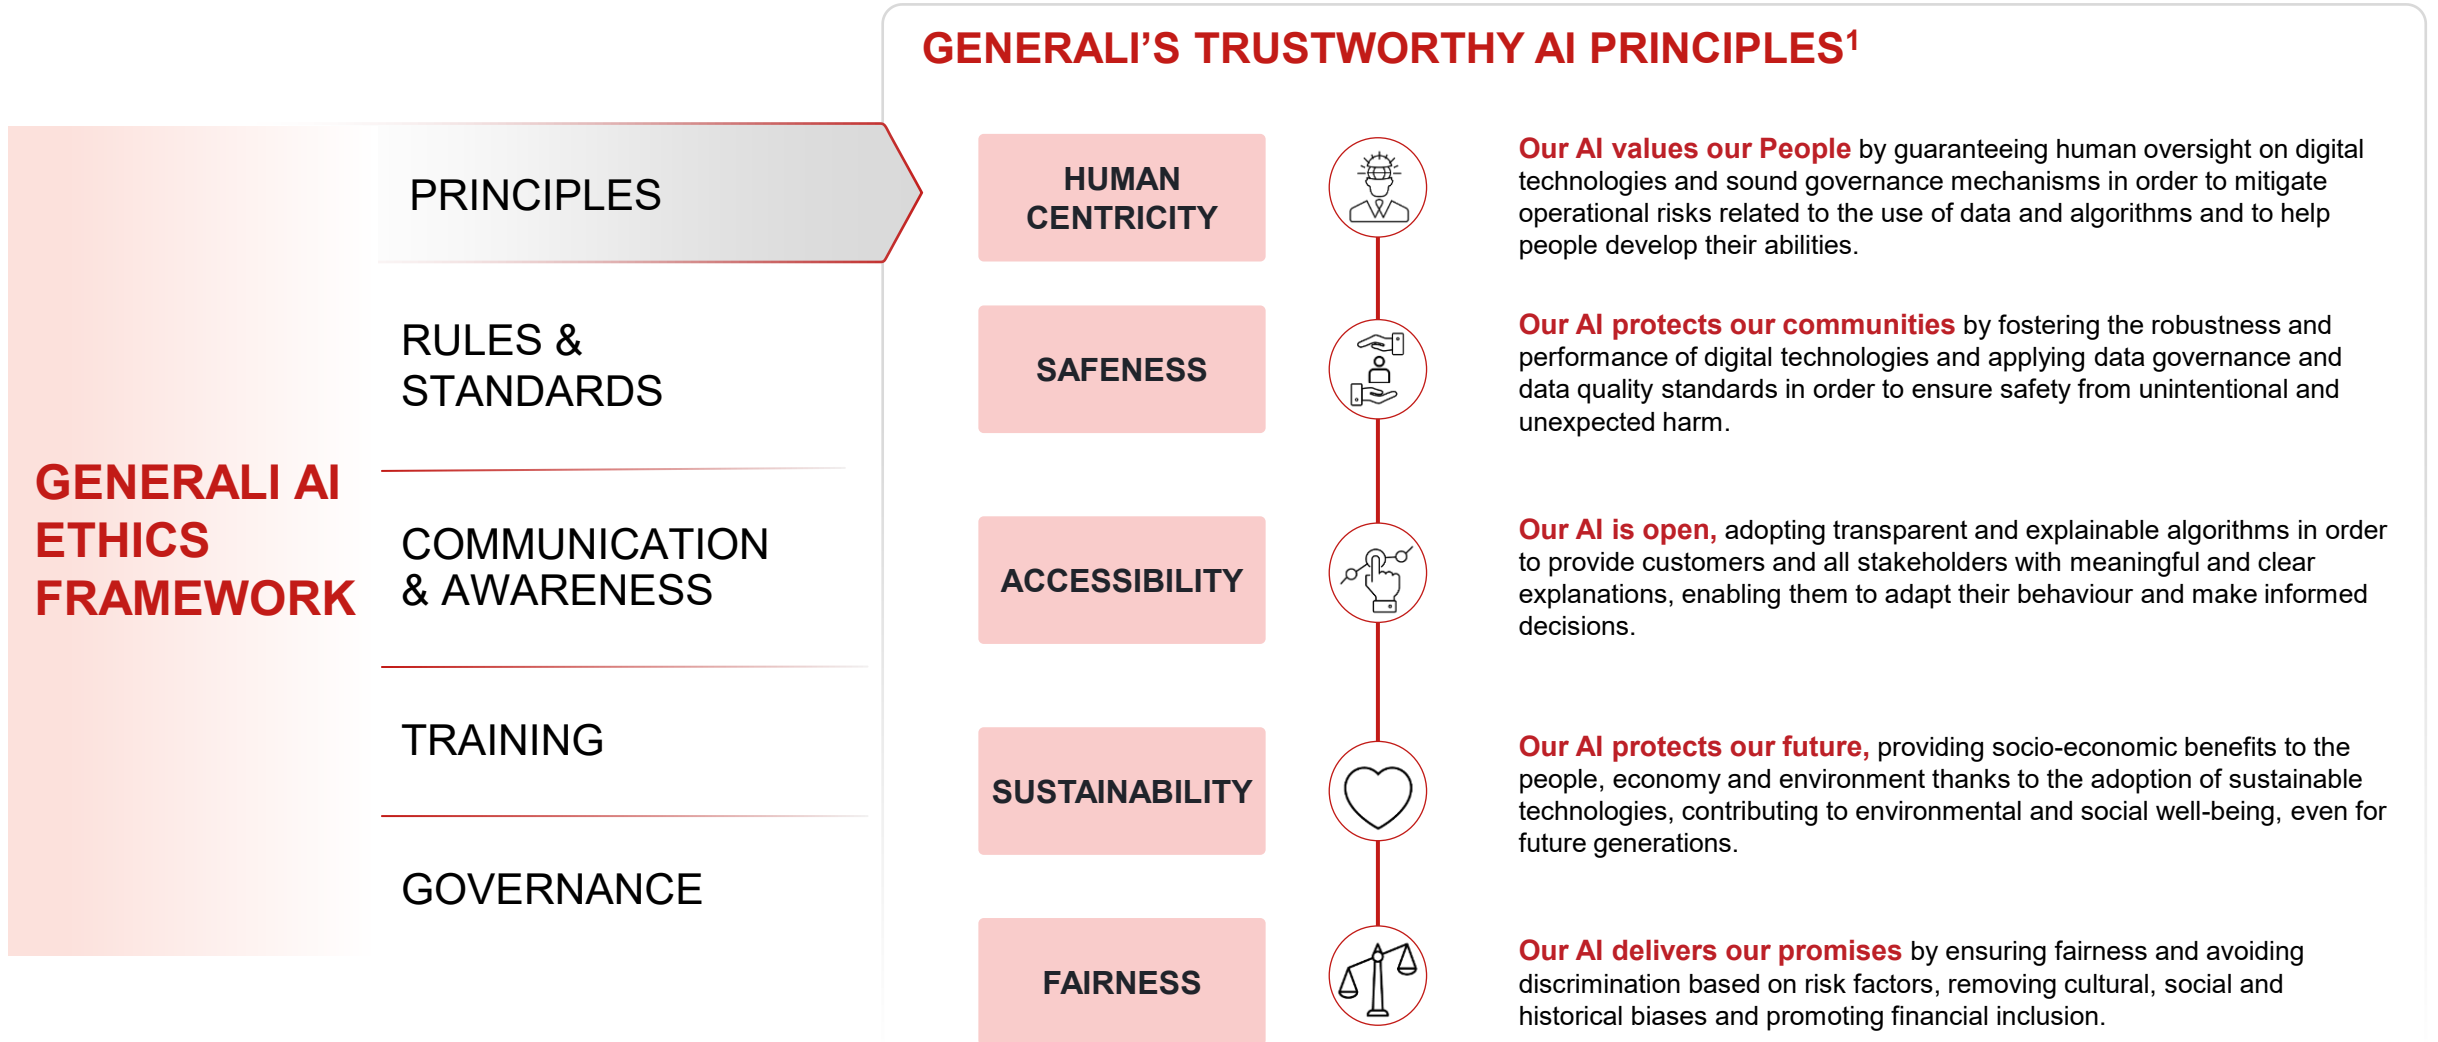 GENERALI AI
ETHICS
FRAMEWORK
PRINCIPLES
RULES &
STANDARDS
COMMUNICATION
& AWARENESS
TRAINING
GOVERNANCE
GENERALI’S TRUSTWORTHY AI PRINCIPLES¹
HUMAN
CENTRICITY
Our AI values our People by guaranteeing human oversight on digital
technologies and sound governance mechanisms in order to mitigate
operational risks related to the use of data and algorithms and to help
people develop their abilities.
SAFENESS
Our AI protects our communities by fostering the robustness and
performance of digital technologies and applying data governance and
data quality standards in order to ensure safety from unintentional and
unexpected harm.
ACCESSIBILITY
Our AI is open, adopting transparent and explainable algorithms in order
to provide customers and all stakeholders with meaningful and clear
explanations, enabling them to adapt their behaviour and make informed
decisions.
SUSTAINABILITY
Our AI protects our future, providing socio-economic benefits to the
people, economy and environment thanks to the adoption of sustainable
technologies, contributing to environmental and social well-being, even for
future generations.
FAIRNESS
Our AI delivers our promises by ensuring fairness and avoiding
discrimination based on risk factors, removing cultural, social and
historical biases and promoting financial inclusion.